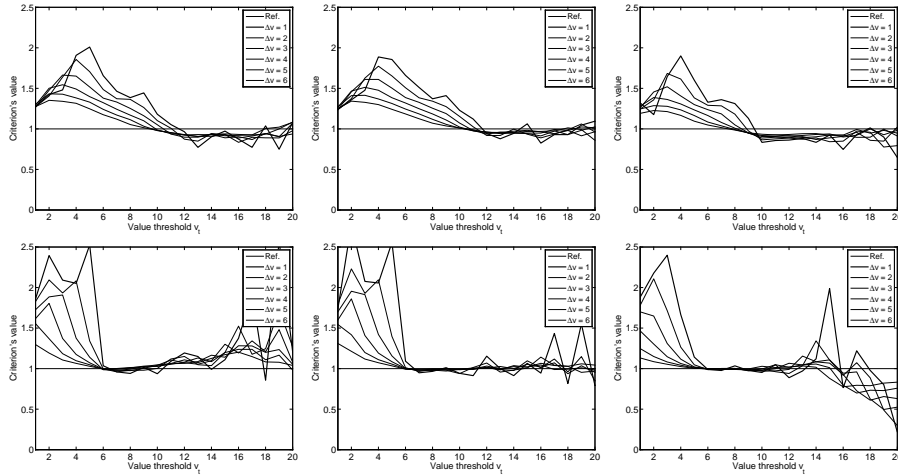 2.5
2
1.5
1
0.5
0
Criterion's value
2 4 6 8 10 12 14 16 18 20
Value threshold v_t
Ref.
Δv = 1
Δv = 2
Δv = 3
Δv = 4
Δv = 5
Δv = 6
2.5
2
1.5
1
0.5
0
Criterion's value
2 4 6 8 10 12 14 16 18 20
Value threshold v_t
Ref.
Δv = 1
Δv = 2
Δv = 3
Δv = 4
Δv = 5
Δv = 6
2.5
2
1.5
1
0.5
0
Criterion's value
2 4 6 8 10 12 14 16 18 20
Value threshold v_t
Ref.
Δv = 1
Δv = 2
Δv = 3
Δv = 4
Δv = 5
Δv = 6
2.5
2
1.5
1
0.5
0
Criterion's value
2 4 6 8 10 12 14 16 18 20
Value threshold v_t
Ref.
Δv = 1
Δv = 2
Δv = 3
Δv = 4
Δv = 5
Δv = 6
2.5
2
1.5
1
0.5
0
Criterion's value
2 4 6 8 10 12 14 16 18 20
Value threshold v_t
Ref.
Δv = 1
Δv = 2
Δv = 3
Δv = 4
Δv = 5
Δv = 6
2.5
2
1.5
1
0.5
0
Criterion's value
2 4 6 8 10 12 14 16 18 20
Value threshold v_t
Ref.
Δv = 1
Δv = 2
Δv = 3
Δv = 4
Δv = 5
Δv = 6